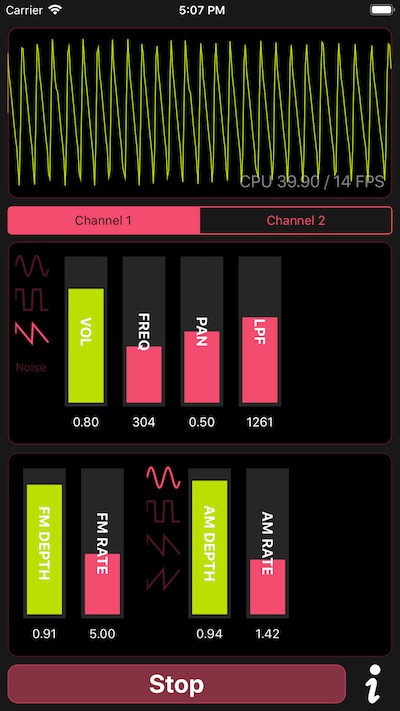 Carrier 5:07 PM
CPU 39.90 / 14 FPS
Channel 1 Channel 2
Noise
VOL FREQ PAN LPF
0.80 304 0.50 1261
FM DEPTH FM RATE AM DEPTH AM RATE
0.91 5.00 0.94 1.42
Stop